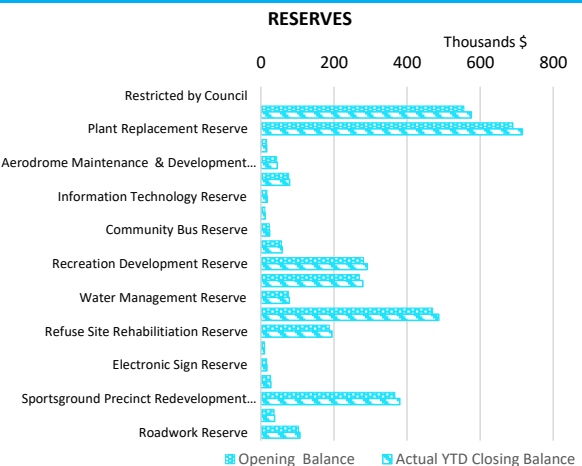 RESERVES
Thousands $
0 200 400 600 800
Restricted by Council
Plant Replacement Reserve
Aerodrome Maintenance & Development...
Information Technology Reserve
Community Bus Reserve
Recreation Development Reserve
Water Management Reserve
Refuse Site Rehabilitiation Reserve
Electronic Sign Reserve
Sportsground Precinct Redevelopment...
Roadwork Reserve
Opening Balance Actual YTD Closing Balance